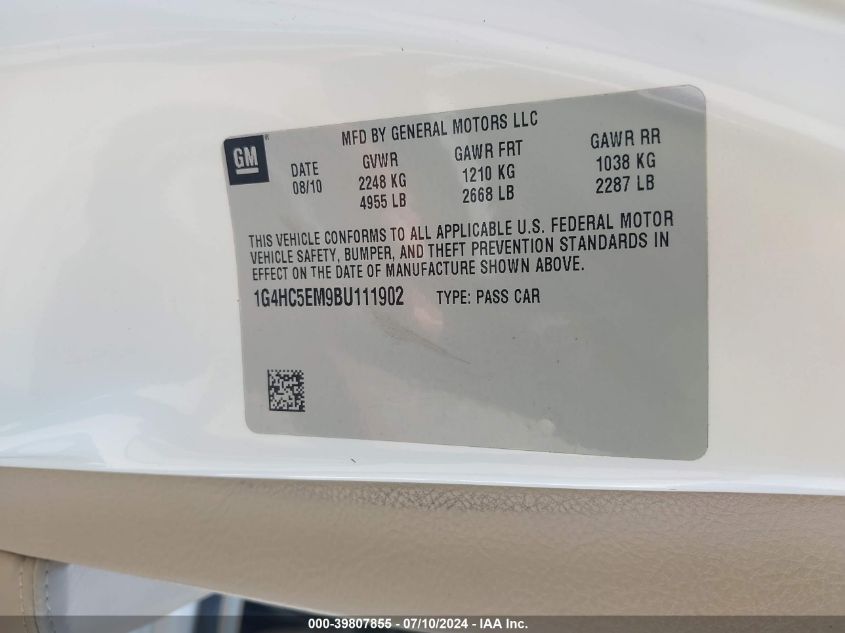 MFD BY GENERAL MOTORS LLC
GM
DATE GVWR GAWR FRT GAWR RR
08/10 2248 KG 1210 KG 1038 KG
4955 LB 2668 LB 2287 LB
THIS VEHICLE CONFORMS TO ALL APPLICABLE U.S. FEDERAL MOTOR
VEHICLE SAFETY, BUMPER, AND THEFT PREVENTION STANDARDS IN
EFFECT ON THE DATE OF MANUFACTURE SHOWN ABOVE.
1G4HC5EM9BU111902 TYPE: PASS CAR
000-39807855 - 07/10/2024 - IAA Inc.